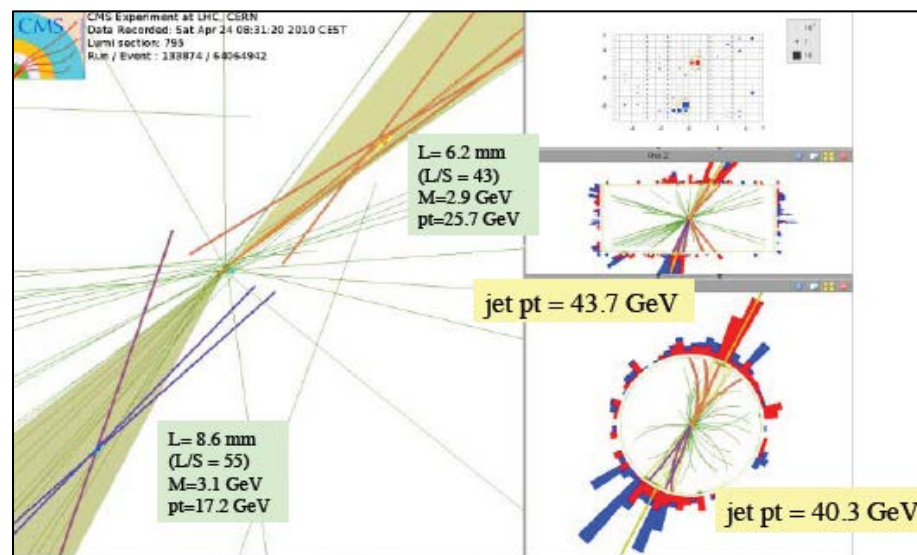 CMS
CMS Experiment at LHC, CERN
Data Recorded: Sat Apr 24 08:31:20 2010 CEST
Lumi section: 795
Run / Event : 133874 / 64064942
L= 6.2 mm
(L/S = 43)
M=2.9 GeV
pt=25.7 GeV
jet pt = 43.7 GeV
L= 8.6 mm
(L/S = 55)
M=3.1 GeV
pt=17.2 GeV
jet pt = 40.3 GeV